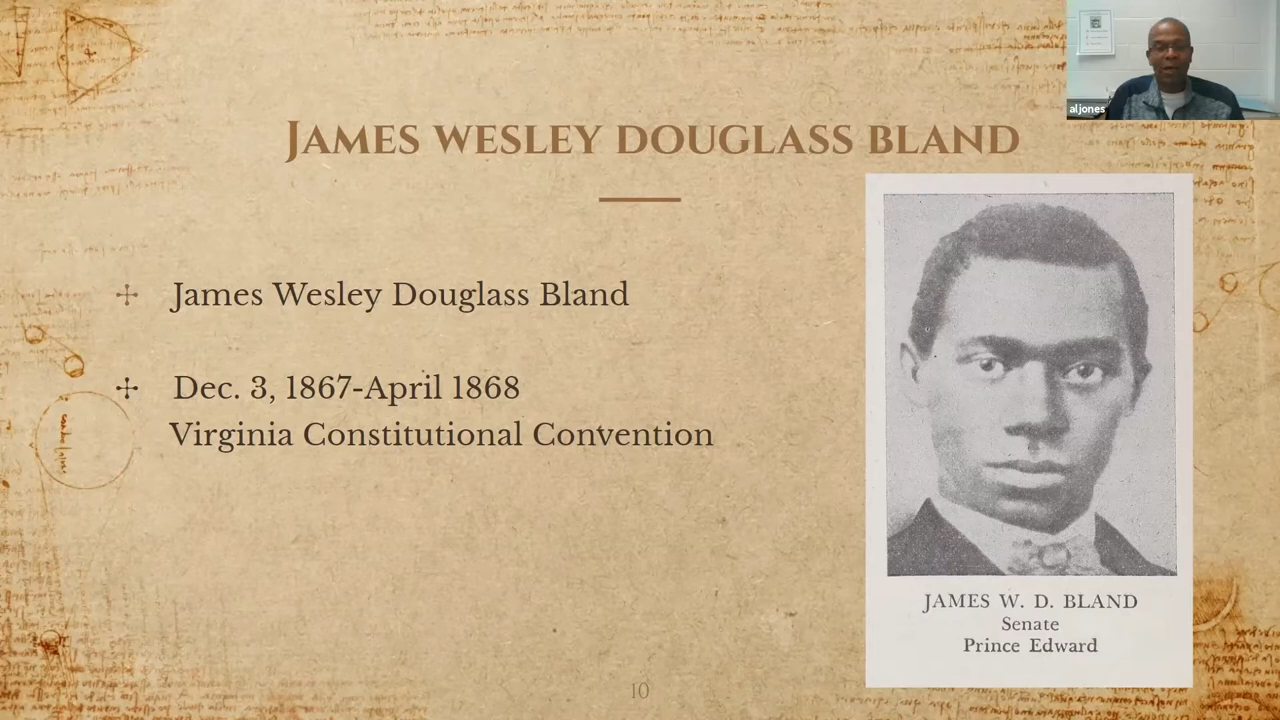 aljones
JAMES WESLEY DOUGLASS BLAND
James Wesley Douglass Bland
Dec. 3, 1867-April 1868
Virginia Constitutional Convention
JAMES W. D. BLAND
Senate
Prince Edward
10